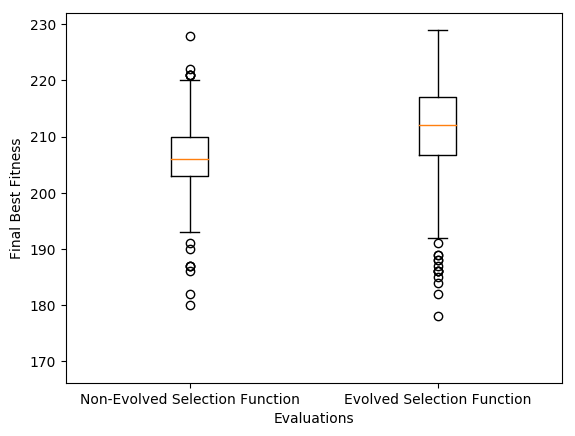 230
220
210
200
190
180
170
Final Best Fitness
Non-Evolved Selection Function
Evolved Selection Function
Evaluations